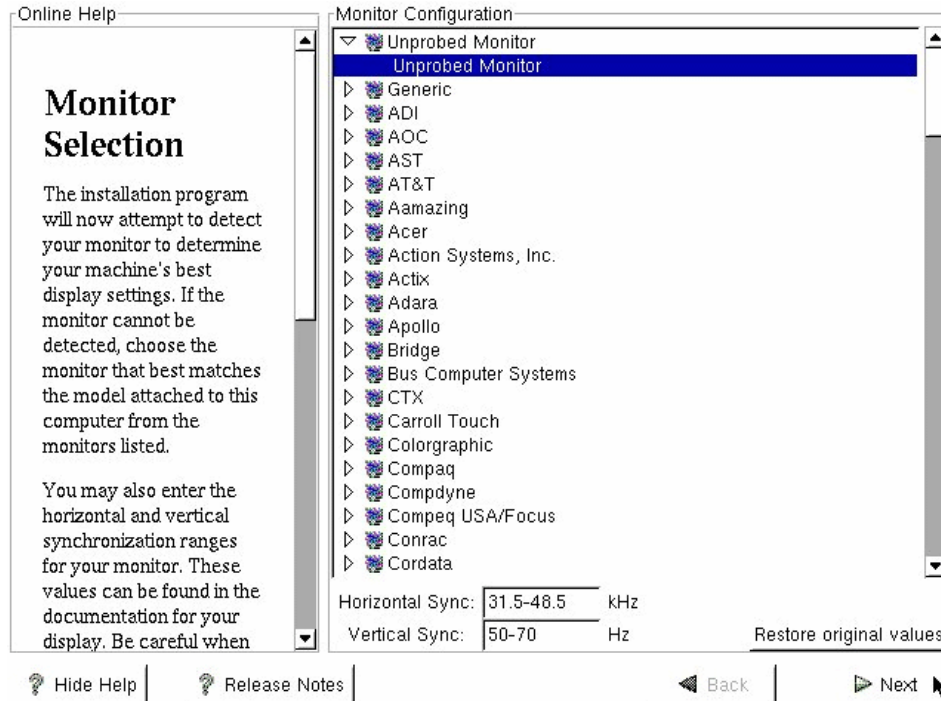 Online Help
Monitor
Selection
The installation program
will now attempt to detect
your monitor to determine
your machine's best
display settings. If the
monitor cannot be
detected, choose the
monitor that best matches
the model attached to this
computer from the
monitors listed.
You may also enter the
horizontal and vertical
synchronization ranges
for your monitor. These
values can be found in the
documentation for your
display. Be careful when
Monitor Configuration
Unprobed Monitor
Unprobed Monitor
Generic
ADI
AOC
AST
AT&T
Aamazing
Acer
Action Systems, Inc.
Actix
Adara
Apollo
Bridge
Bus Computer Systems
CTX
Carroll Touch
Colorgraphic
Compaq
Compdyne
Compeq USA/Focus
Conrac
Cordata
Horizontal Sync: 31.5-48.5 kHz
Vertical Sync: 50-70 Hz
Restore original values
Hide Help
Release Notes
Back
Next